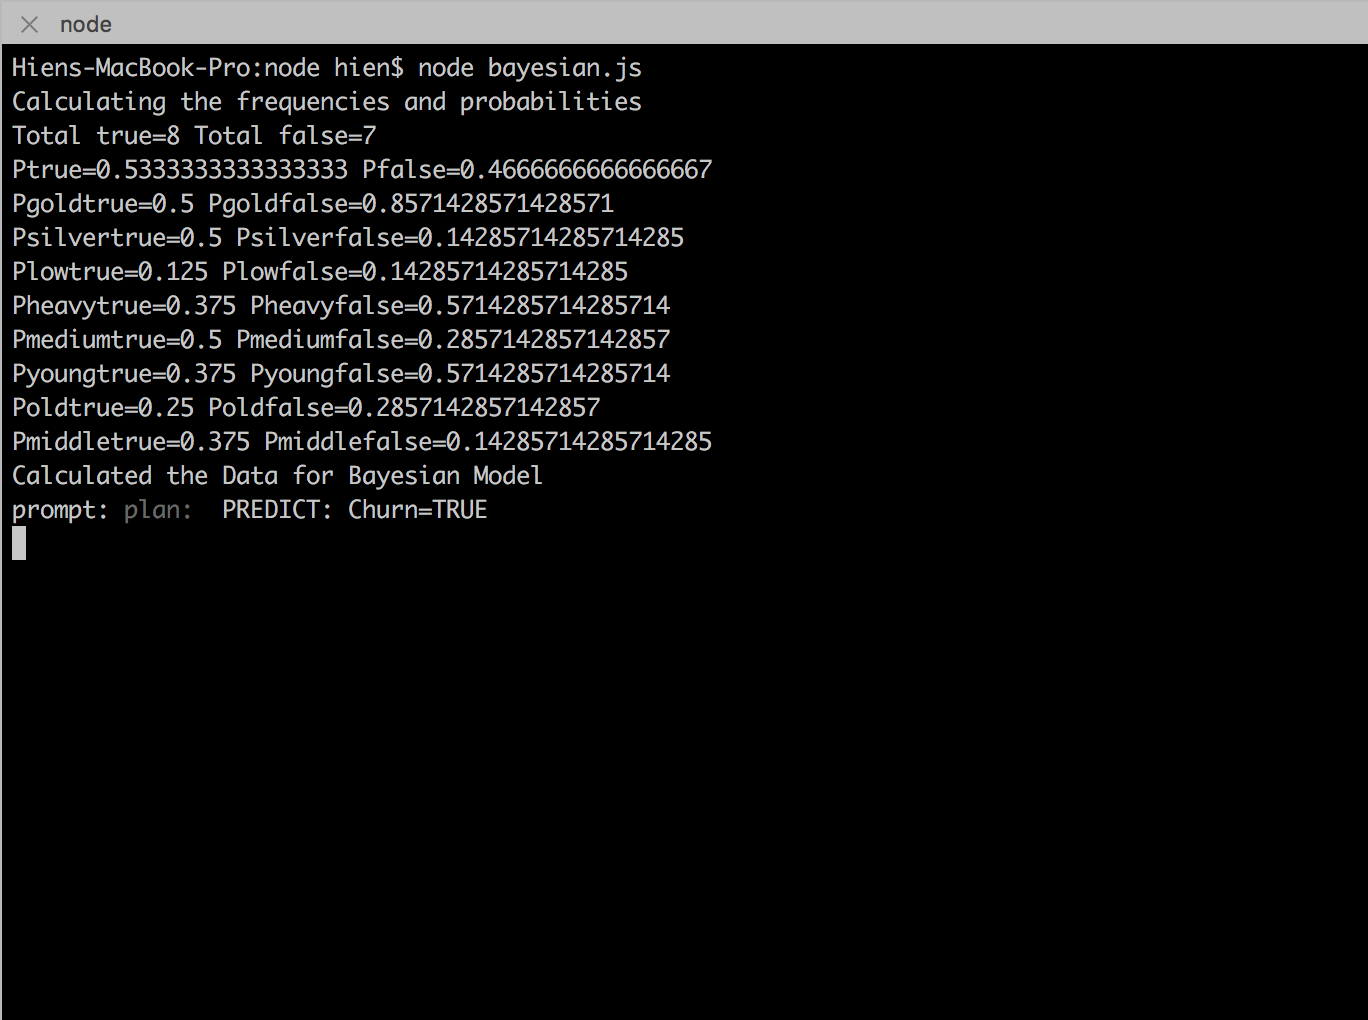 node
Hiens-MacBook-Pro:node hien$ node bayesian.js
Calculating the frequencies and probabilities
Total true=8 Total false=7
Ptrue=0.5333333333333333 Pfalse=0.4666666666666667
Pgoldtrue=0.5 Pgoldfalse=0.8571428571428571
Psilvertrue=0.5 Psilverfalse=0.14285714285714285
Plowtrue=0.125 Plowfalse=0.14285714285714285
Pheavytrue=0.375 Pheavyfalse=0.5714285714285714
Pmediumtrue=0.5 Pmediumfalse=0.2857142857142857
Pyoungtrue=0.375 Pyoungfalse=0.5714285714285714
Poldtrue=0.25 Poldfalse=0.2857142857142857
Pmiddletrue=0.375 Pmiddlefalse=0.14285714285714285
Calculated the Data for Bayesian Model
prompt: plan:  PREDICT: Churn=TRUE